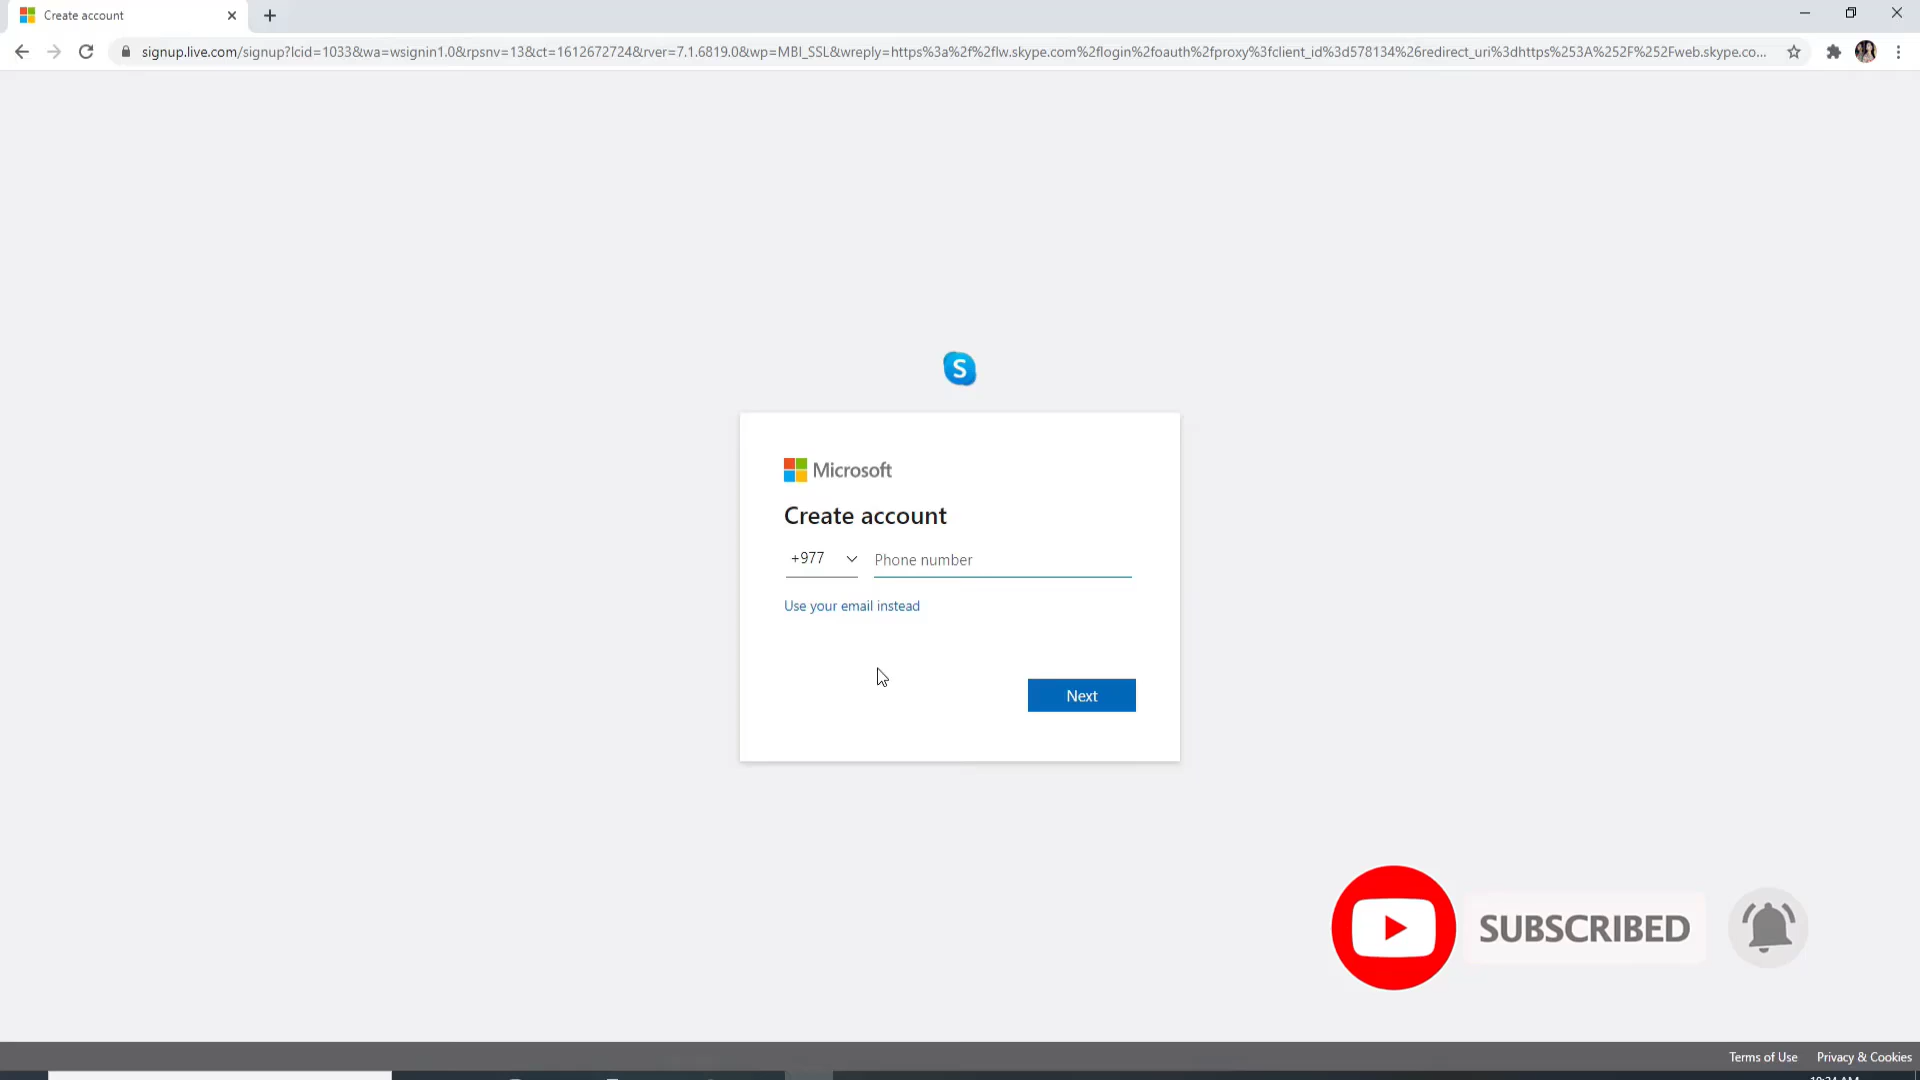 Create account
signup.live.com/signup?lcid=1033&wa=wsignin1.0&rpsnv=13&ct=1612672724&rver=7.1.6819.0&wp=MBI_SSL&wreply=https%3a%2f%2flw.skype.com%2flogin%2foauth%2fproxy%3fclient_id%3d578134%26redirect_uri%3dhttps%253A%252F%252Fweb.skype.co...
S
Microsoft
Create account
+977 Phone number
Use your email instead
Next
SUBSCRIBED
Terms of Use Privacy & Cookies